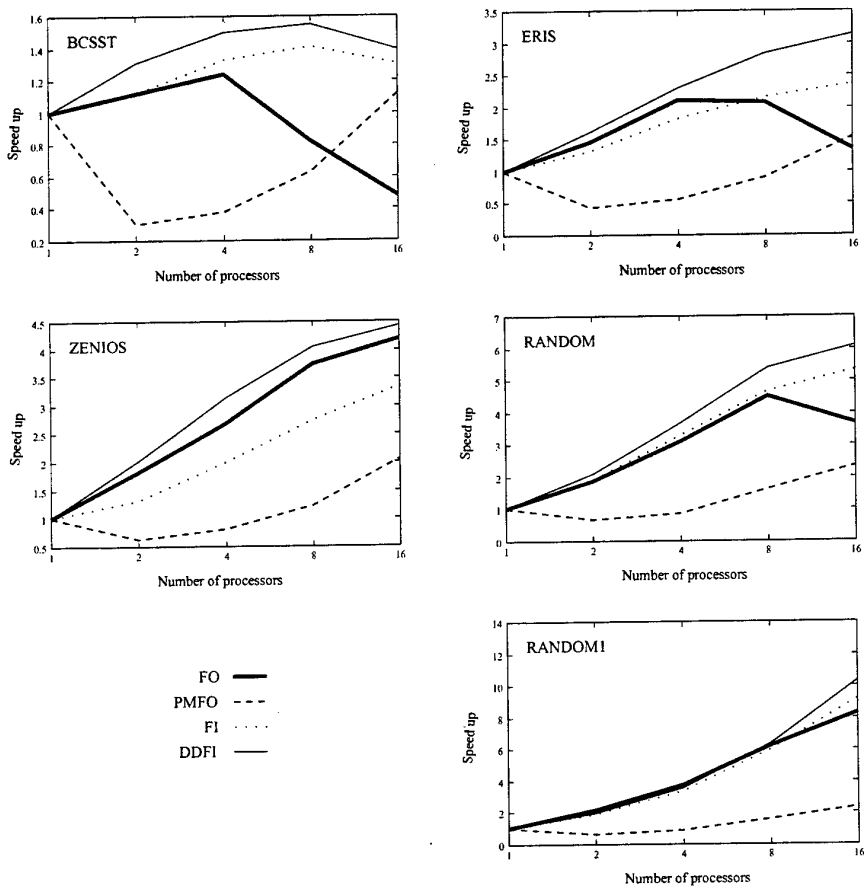 BCSST
Speed up
1.6
1.4
1.2
1
0.8
0.6
0.4
0.2
1 2 4 8 16
Number of processors
ERIS
Speed up
3.5
3
2.5
2
1.5
1
0.5
0
1 2 4 8 16
Number of processors
ZENIOS
Speed up
4.5
4
3.5
3
2.5
2
1.5
1
0.5
1 2 4 8 16
Number of processors
RANDOM
Speed up
7
6
5
4
3
2
1
0
1 2 4 8 16
Number of processors
FO
PMFO
FI
DDFI
RANDOM1
Speed up
14
12
10
8
6
4
2
0
1 2 4 8 16
Number of processors